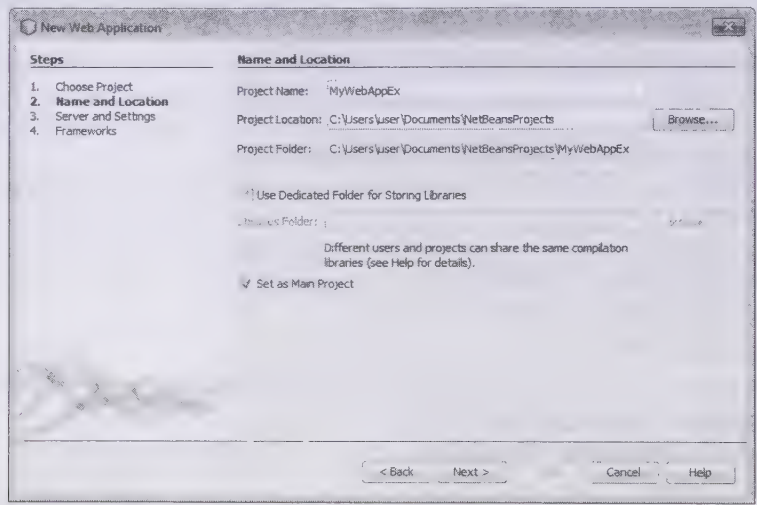 New Web Application
Steps
1. Choose Project
2. Name and Location
3. Server and Settings
4. Frameworks
Name and Location
Project Name: MyWebAppEx
Project Location: C:\Users\user\Documents\NetBeansProjects
Browse...
Project Folder: C:\Users\user\Documents\NetBeansProjects\MyWebAppEx
Use Dedicated Folder for Storing Libraries
Folder:
Different users and projects can share the same compilation
libraries (see Help for details).
Set as Main Project
< Back
Next >
Cancel
Help